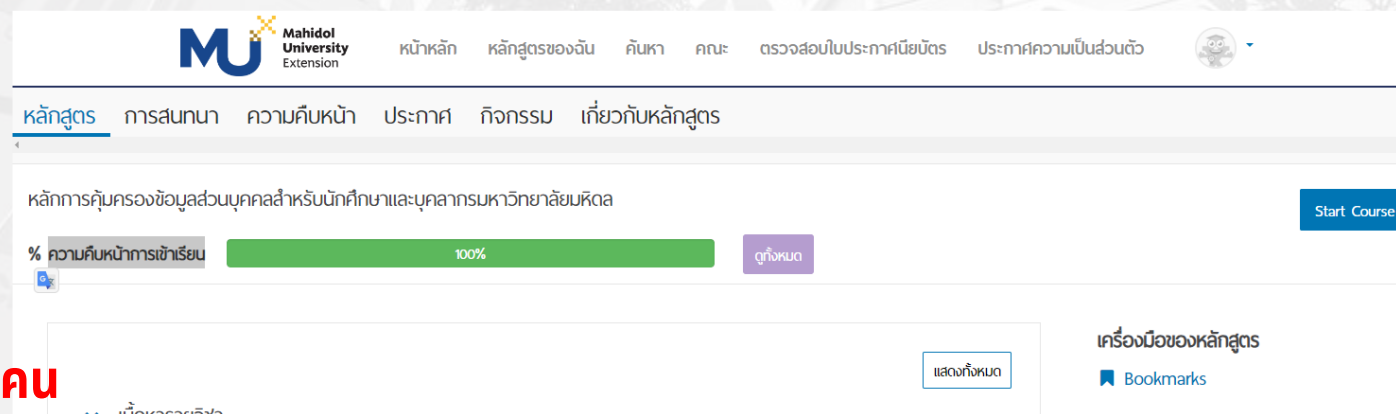 Mahidol
University
Extension
หน้าหลัก หลักสูตรของฉัน ค้นหา คณะ ตรวจสอบใบประกาศนียบัตร ประกาศความเป็นส่วนตัว
หลักสูตร การสนทนา ความคืบหน้า ประกาศ กิจกรรม เกี่ยวกับหลักสูตร
หลักการคุ้มครองข้อมูลส่วนบุคคลสำหรับนักศึกษาและบุคลากรมหาวิทยาลัยมหิดล
Start Course
% ความคืบหน้าการเข้าเรียน 100% ดูทั้งหมด
เครื่องมือของหลักสูตร
แสดงทั้งหมด
Bookmarks
คน